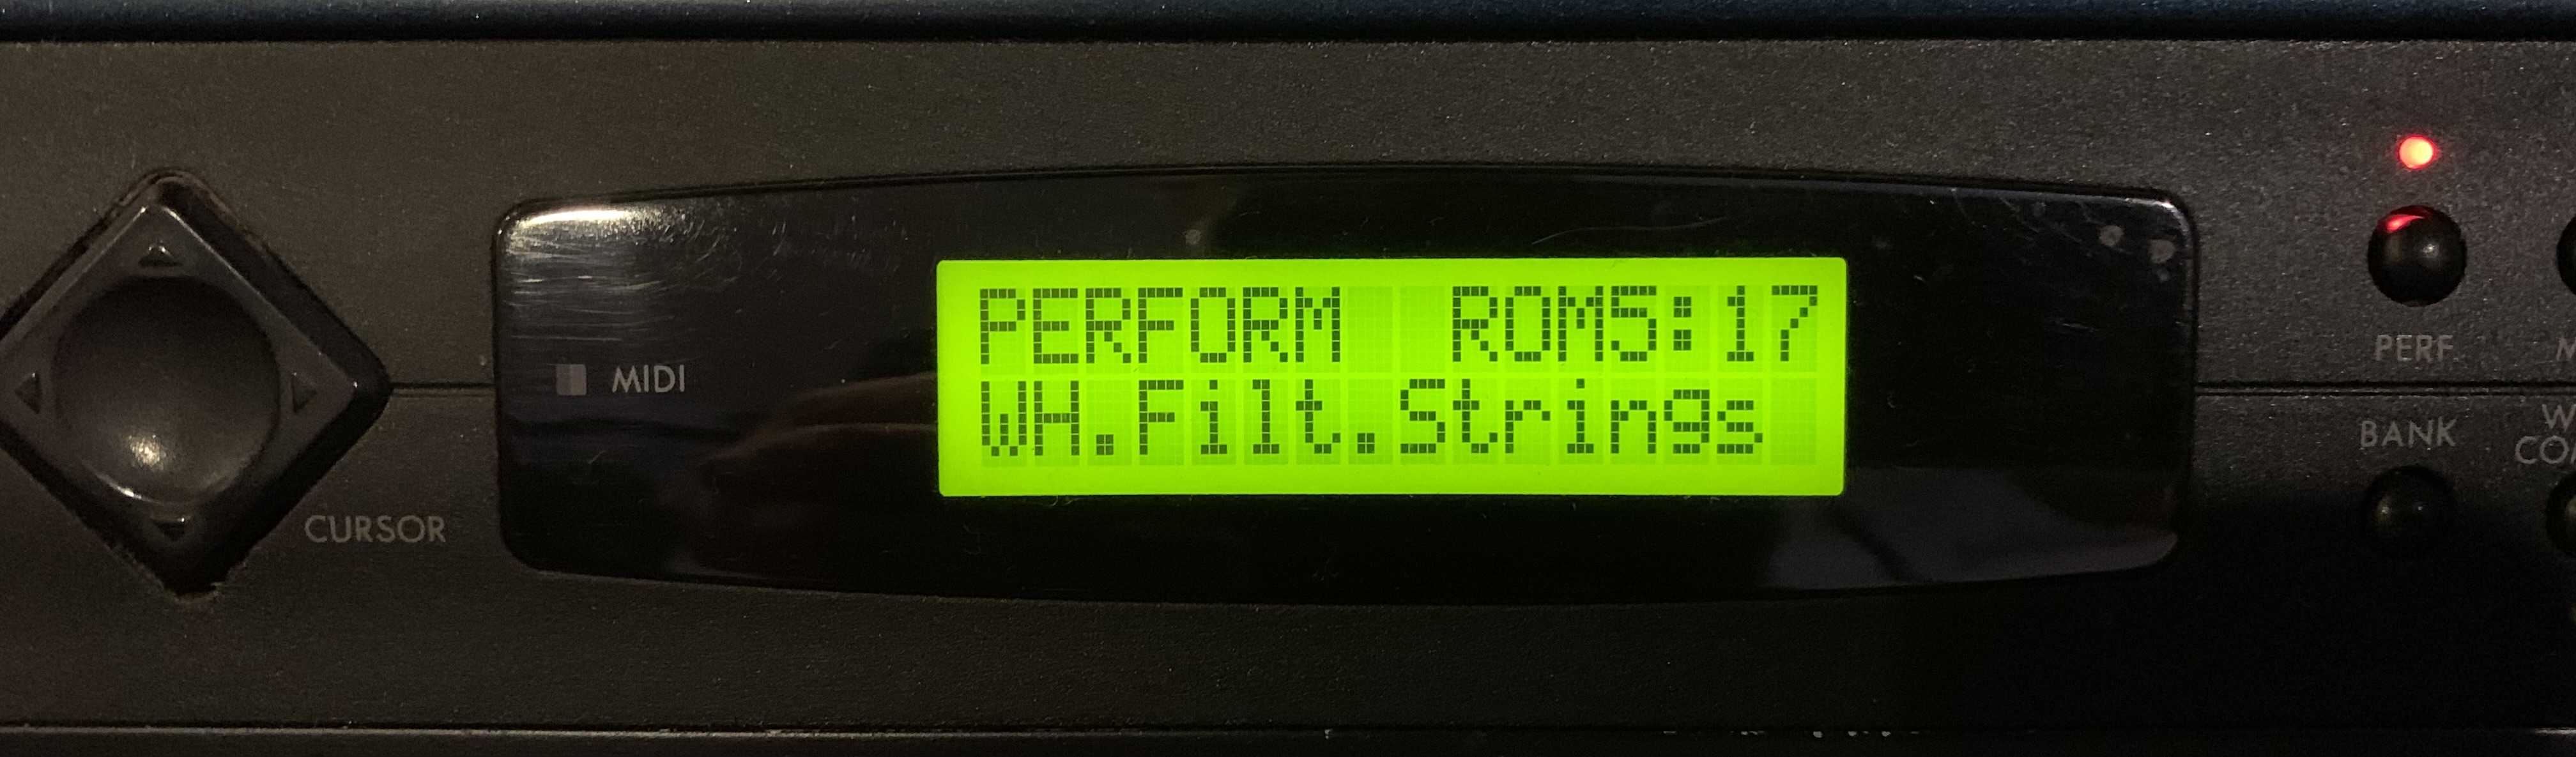 PERFORM ROM5:17
WH.Filt.Strings
MIDI
CURSOR
PERF
BANK